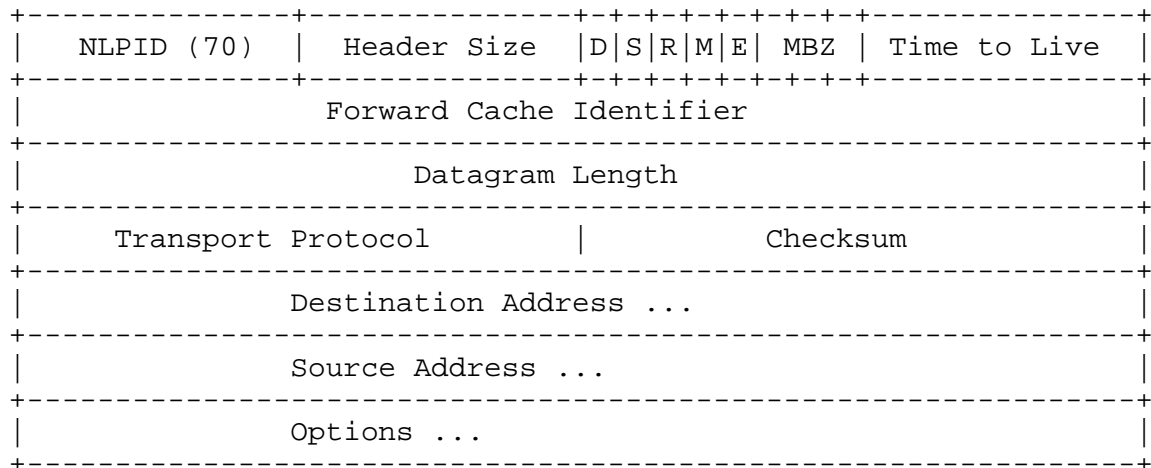 +---------------+---------------+-+-+-+-+-+-+-+-+---------------+
|   NLPID (70)  |  Header Size  |D|S|R|M|E| MBZ | Time to Live  |
+---------------+---------------+-+-+-+-+-+-+-+-+---------------+
|                 Forward Cache Identifier                      |
+---------------------------------------------------------------+
|                      Datagram Length                          |
+---------------------------------------------------------------+
|     Transport Protocol        |          Checksum             |
+---------------------------------------------------------------+
|               Destination Address ...                         |
+---------------------------------------------------------------+
|               Source Address ...                              |
+---------------------------------------------------------------+
|               Options ...                                     |
+---------------------------------------------------------------+